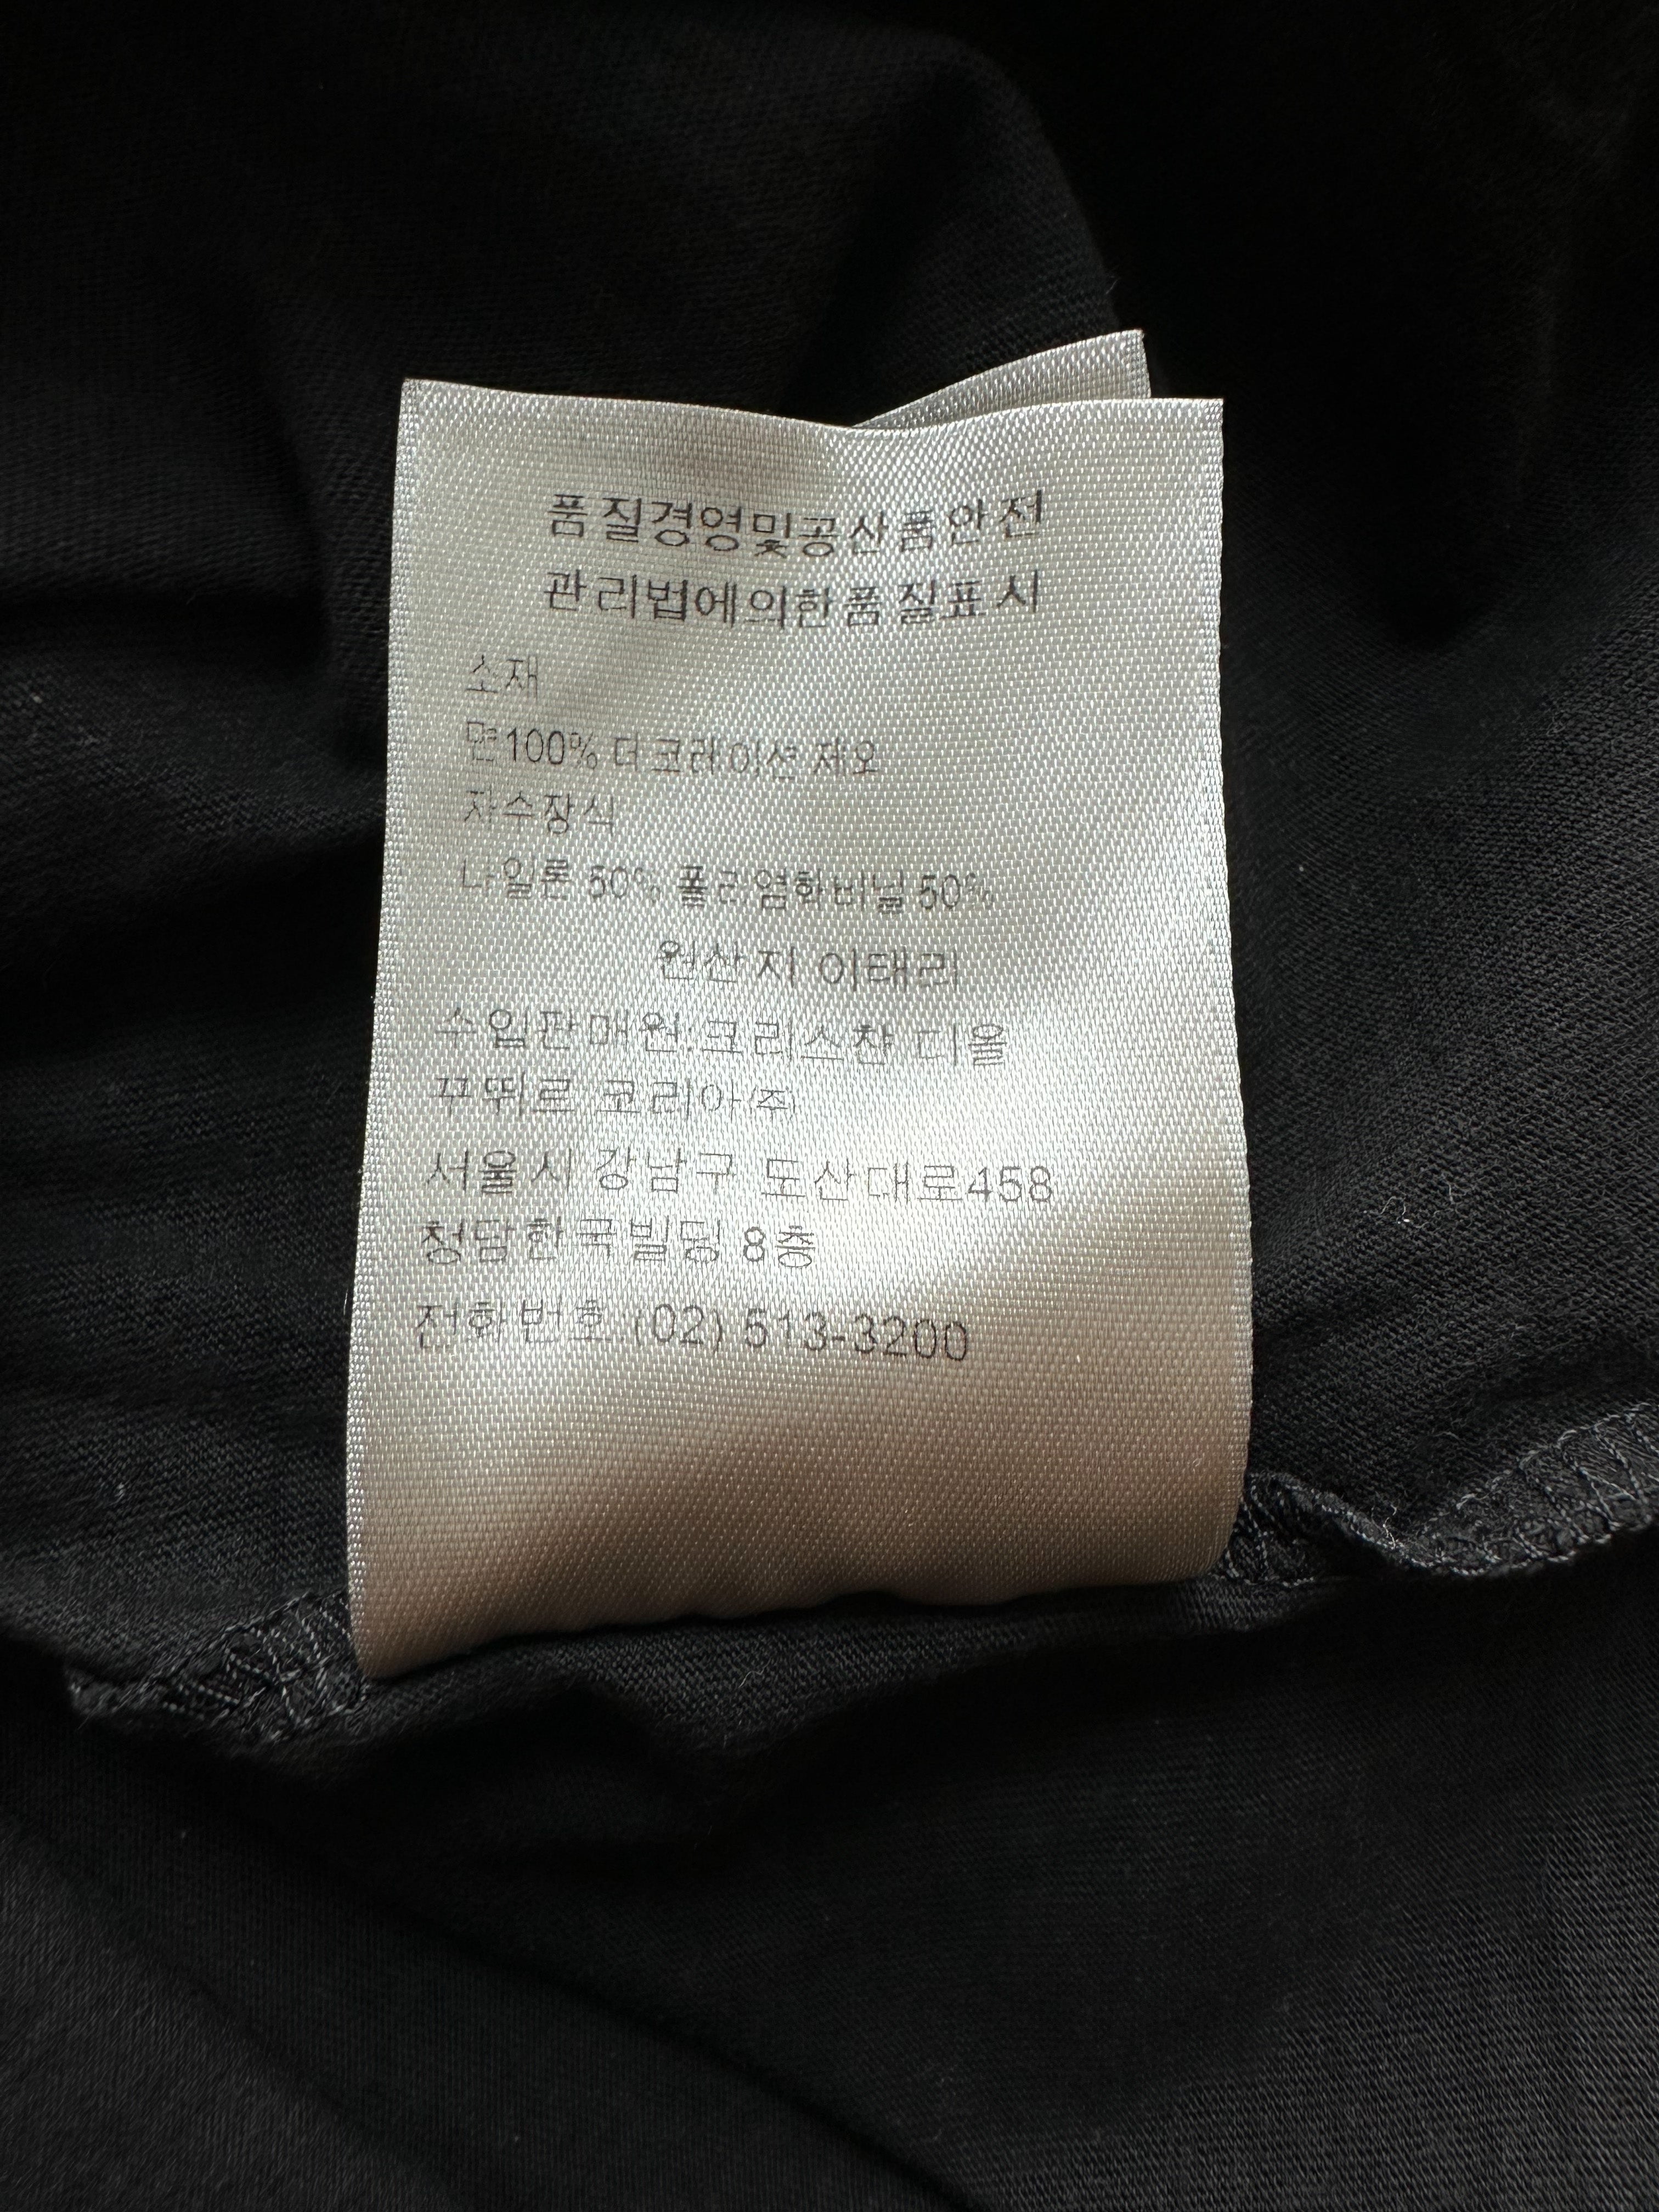 품질경영및공산품안전
관리법에의한품질표시
소재
면100% 더코레이션 제외
자수장식
나일론 50% 폴리염화비닐 50%
원산지 이태리
수입판매원:크리스챤 디올
꾸뛰르 코리아(주)
서울시 강남구 도산대로458
청담한국빌딩 8층
전화번호 (02) 513-3200